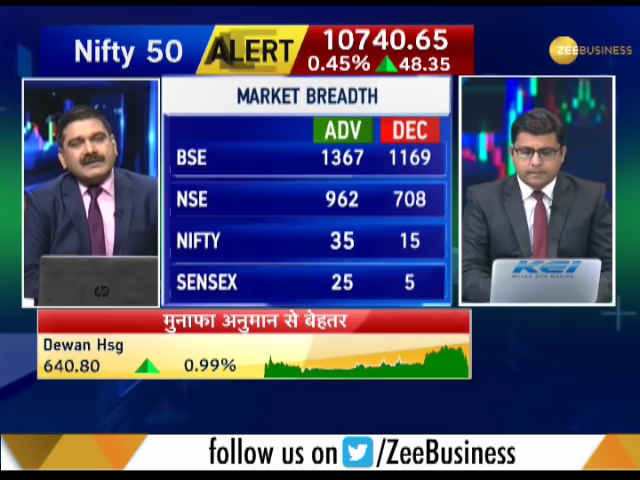 Nifty 50
ALERT
10740.65
0.45% 48.35
ZEEBUSINESS
MARKET BREADTH
ADV DEC
BSE 1367 1169
NSE 962 708
NIFTY 35 15
SENSEX 25 5
hp
KEI
मुनाफा अनुमान से बेहतर
Dewan Hsg
640.80 0.99%
follow us on /ZeeBusiness